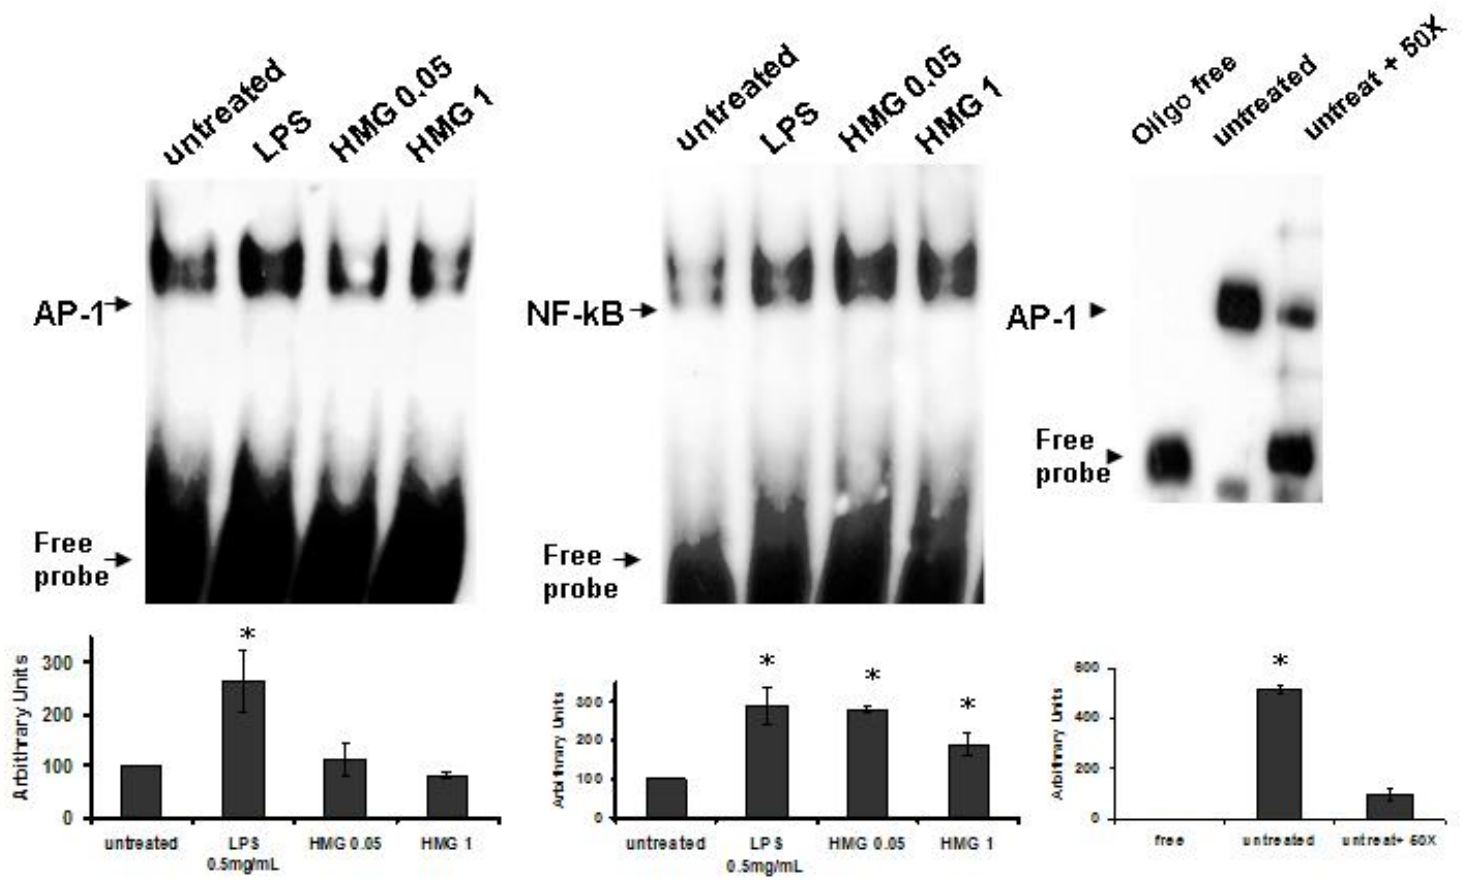 untreated
LPS
HMG 0.05
HMG 1
AP-1
Free
probe
Arbithrary Units
300
200
100
0
*
untreated
LPS
0.5mg/mL
HMG 0.05
HMG 1
untreated
LPS
HMG 0.05
HMG 1
NF-kB
Free
probe
Arbithrary Units
300
200
100
0
*
*
*
untreated
LPS
0.5mg/mL
HMG 0.05
HMG 1
Oligo free
untreated
untreat + 50X
AP-1
Free
probe
Arbithrary Units
600
400
200
0
*
free
untreated
untreat+ 50X